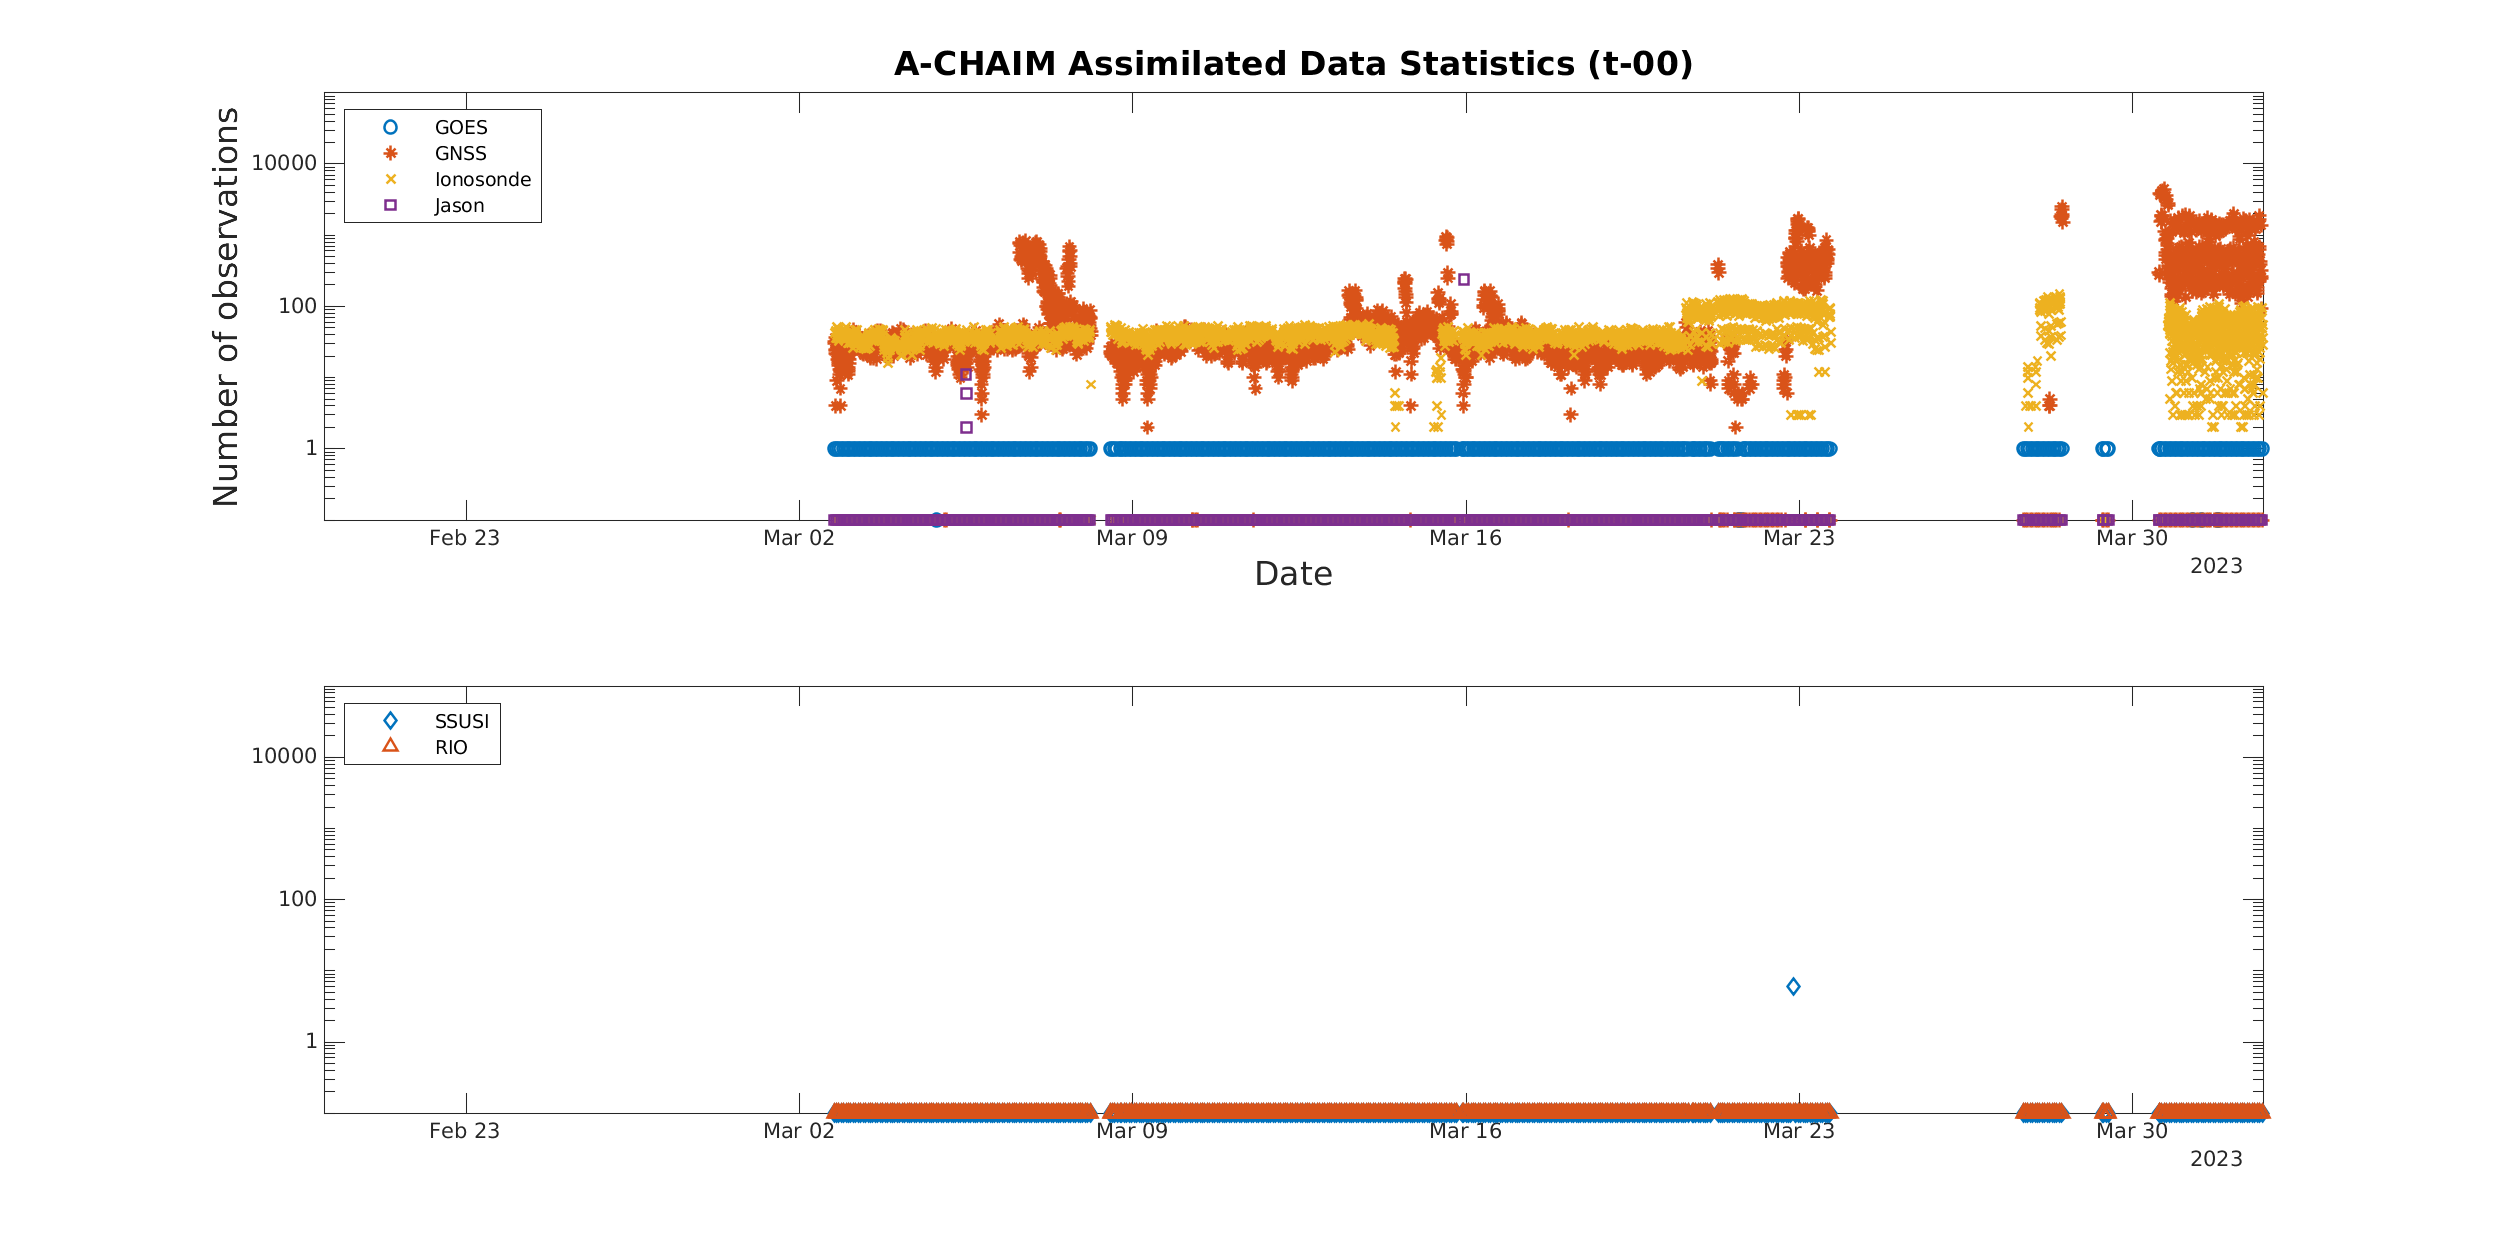 A-CHAIM Assimilated Data Statistics (t-00)
Number of observations
10000
100
1
GOES
GNSS
Ionosonde
Jason
Feb 23
Mar 02
Mar 09
Mar 16
Mar 23
Mar 30
2023
Date
10000
100
1
SSUSI
RIO
Feb 23
Mar 02
Mar 09
Mar 16
Mar 23
Mar 30
2023